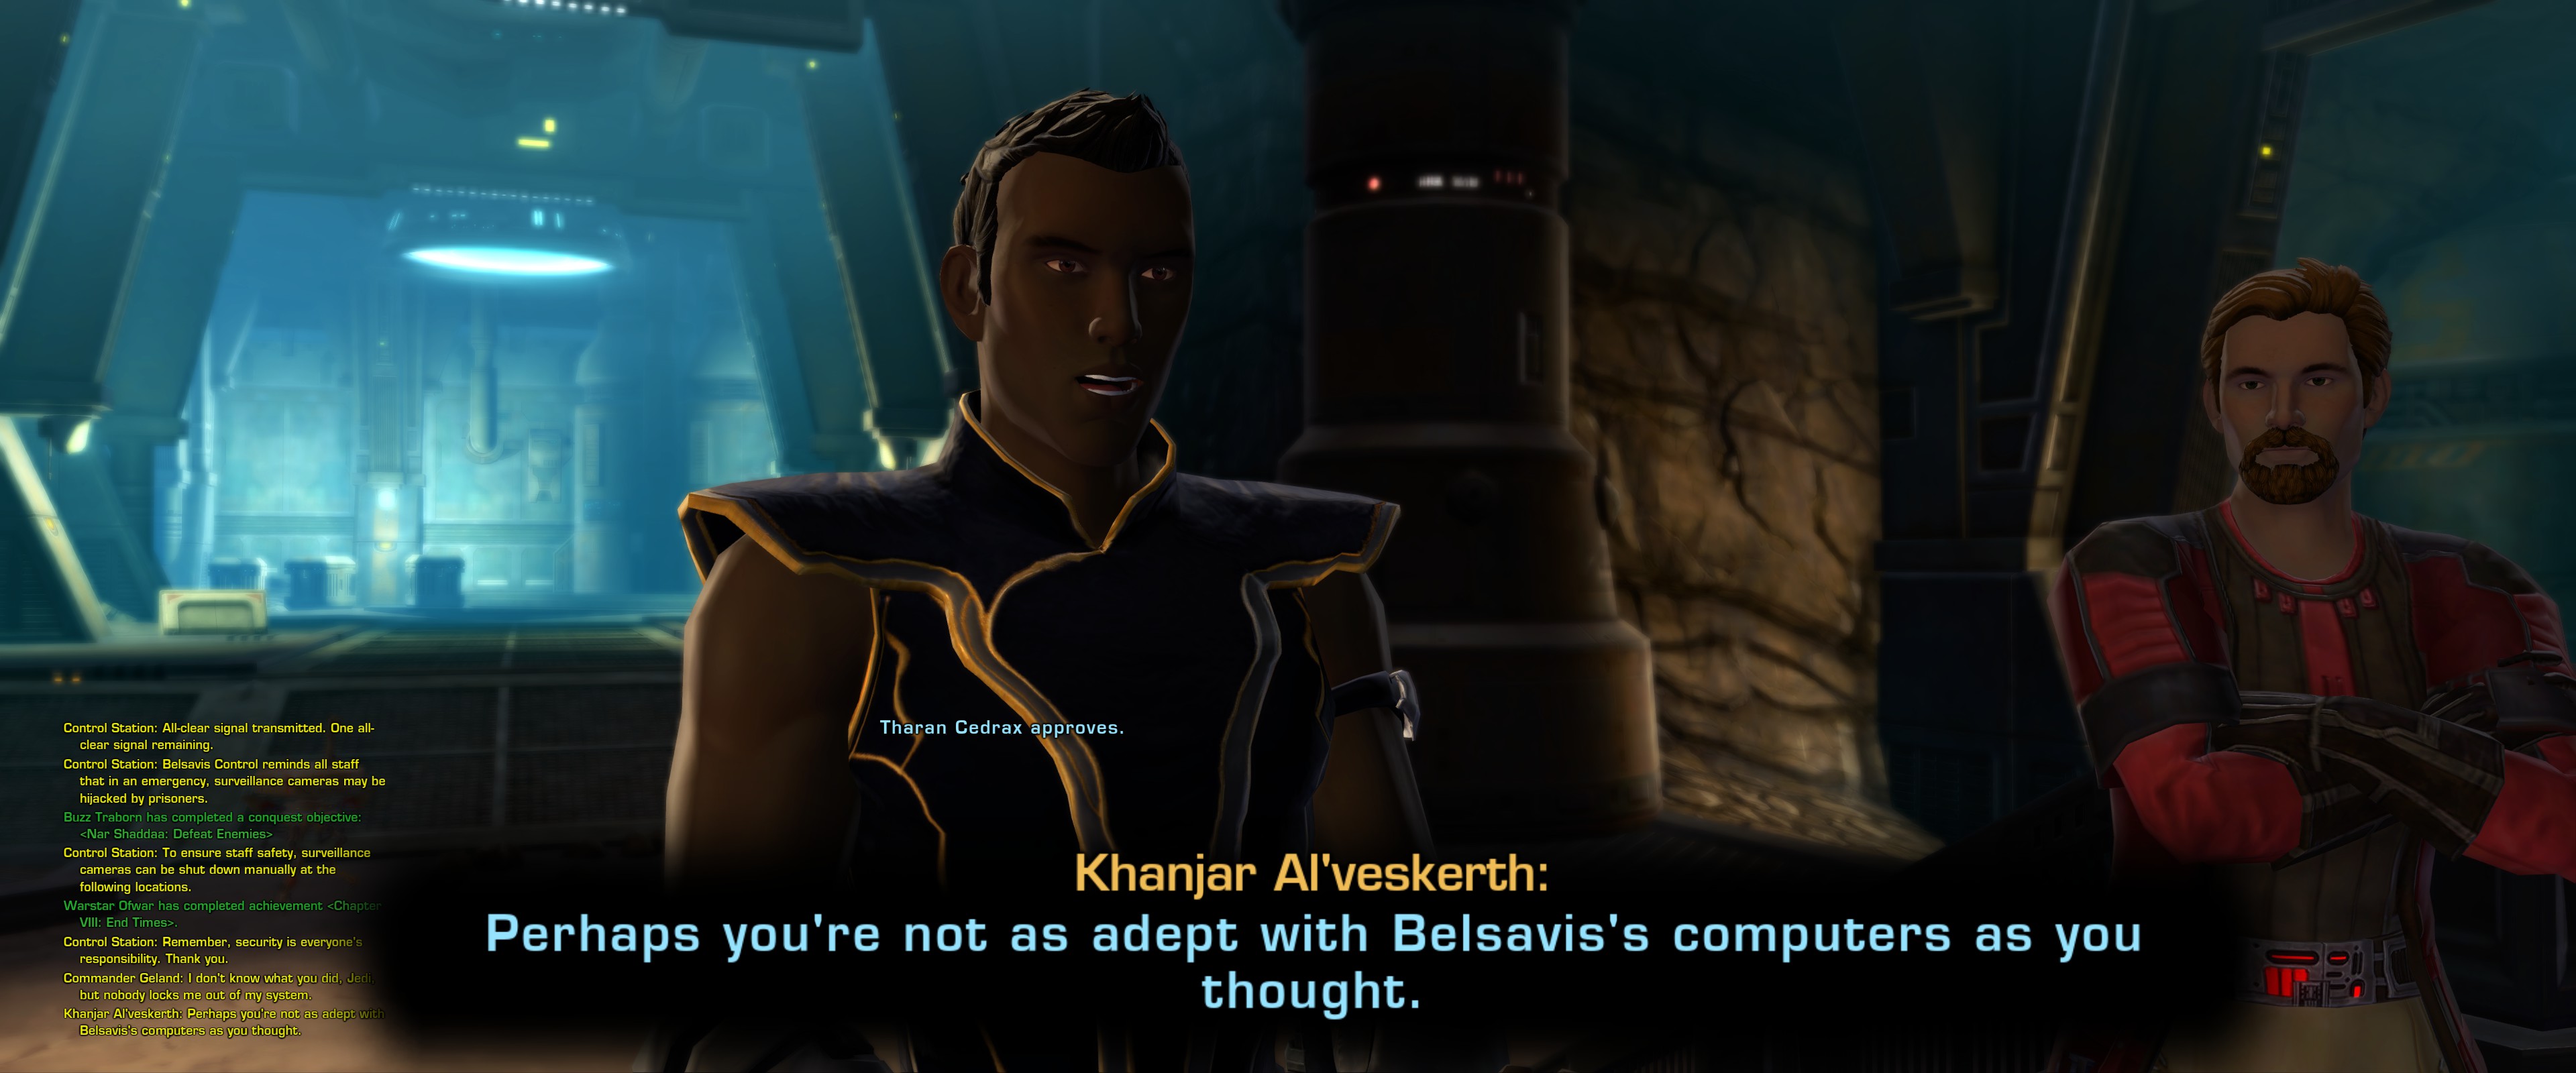 Tharan Cedrax approves.
Control Station: All-clear signal transmitted. One all-
clear signal remaining.
Control Station: Belsavis Control reminds all staff
that in an emergency, surveillance cameras may be
hijacked by prisoners.
Buzz Traborn has completed a conquest objective:
<Nar Shaddaa: Defeat Enemies>
Control Station: To ensure staff safety, surveillance
cameras can be shut down manually at the
following locations.
Warstar Ofwar has completed achievement <Chapter
VIII: End Times>.
Control Station: Remember, security is everyone's
responsibility. Thank you.
Commander Geland: I don't know what you did, Jedi,
but nobody locks me out of my system.
Khanjar Al'veskerth: Perhaps you're not as adept with
Belsavis's computers as you thought.
Khanjar Al'veskerth:
Perhaps you're not as adept with Belsavis's computers as you
thought.